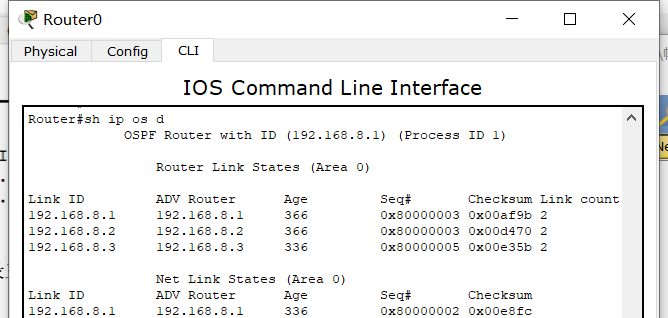 Router0
Physical Config CLI
IOS Command Line Interface
Router#sh ip os d
OSPF Router with ID (192.168.8.1) (Process ID 1)
Router Link States (Area 0)
Link ID ADV Router Age Seq# Checksum Link count
192.168.8.1 192.168.8.1 366 0x80000003 0x00af9b 2
192.168.8.2 192.168.8.2 366 0x80000003 0x00d470 2
192.168.8.3 192.168.8.3 336 0x80000005 0x00e35b 2
Net Link States (Area 0)
Link ID ADV Router Age Seq# Checksum
192.168.8.1 192.168.8.1 336 0x80000002 0x00e8fc